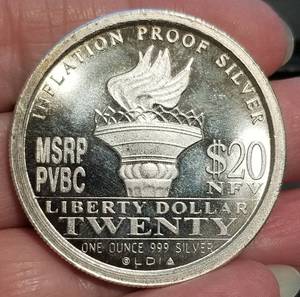 INFLATION PROOF SILVER
MSRP
PVBC
$20
NFV
LIBERTY DOLLAR
TWENTY
ONE OUNCE 999 SILVER
©LDIA